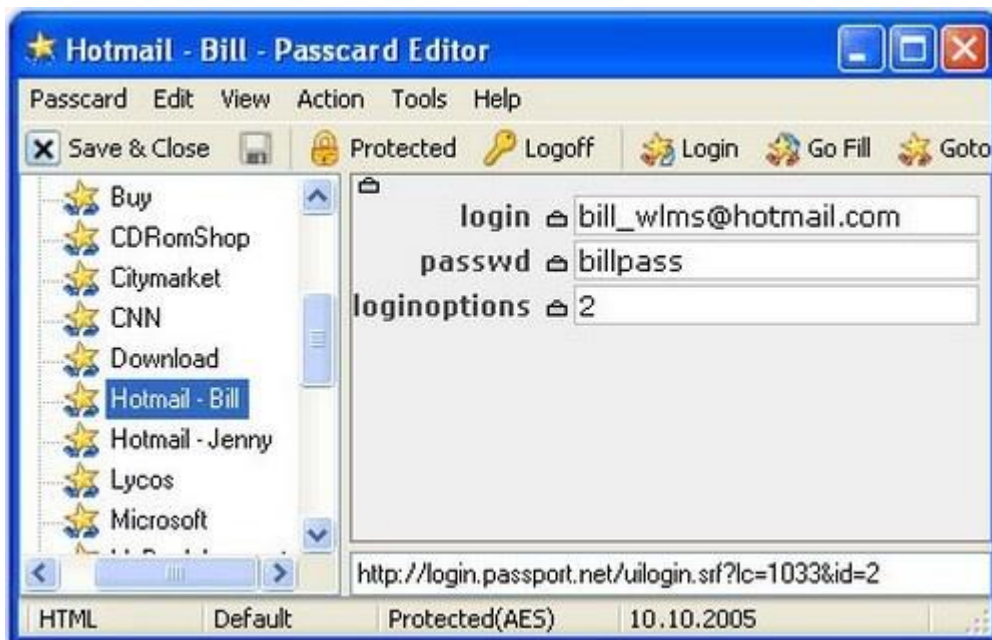 Hotmail - Bill - Passcard Editor
Passcard Edit View Action Tools Help
Save & Close Protected Logoff Login Go Fill Goto
Buy
CDRomShop
Citymarket
CNN
Download
Hotmail - Bill
Hotmail - Jenny
Lycos
Microsoft
login bill_wlms@hotmail.com
passwd billpass
loginoptions 2
http://login.passport.net/uilogin.srf?lc=1033&id=2
HTML Default Protected(AES) 10.10.2005